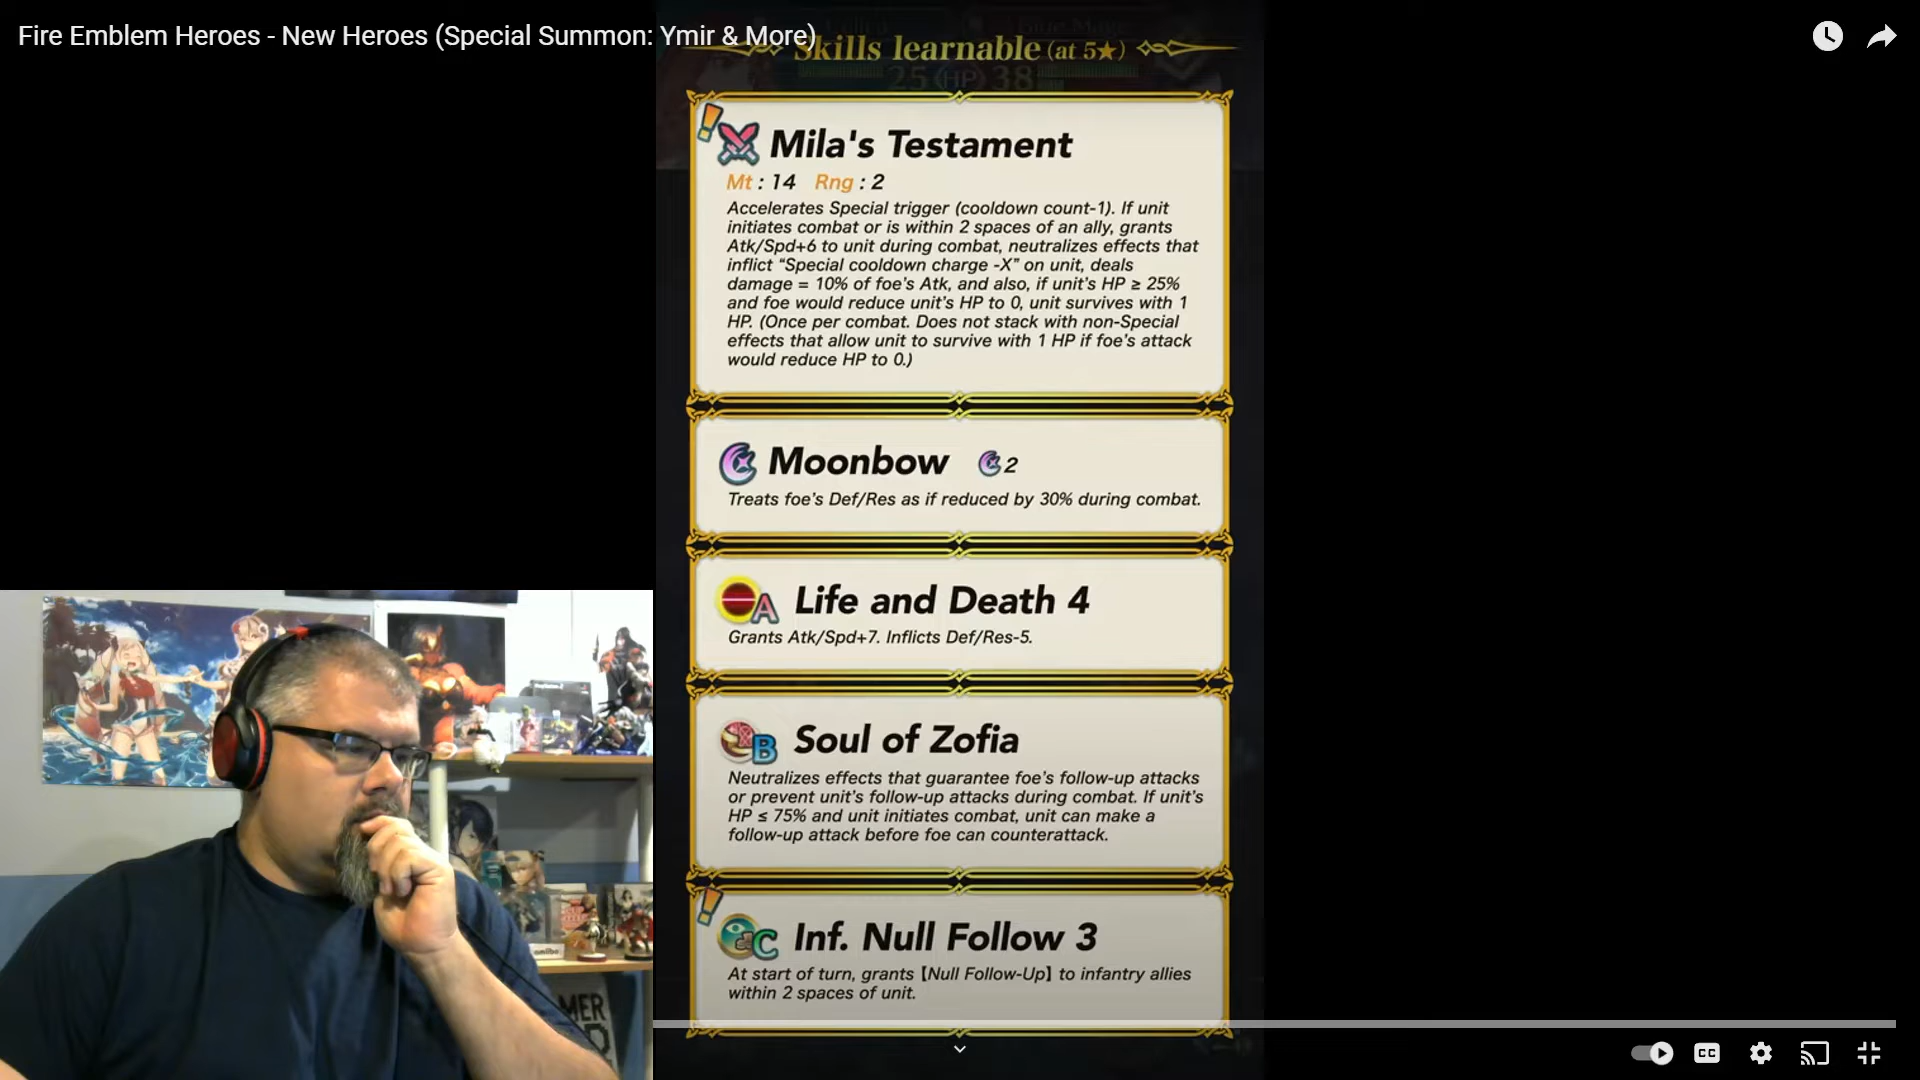 Fire Emblem Heroes - New Heroes (Special Summon: Ymir & More)
Skills learnable (at 5★)
25 HP 38
Mila's Testament
Mt : 14 Rng : 2
Accelerates Special trigger (cooldown count-1). If unit
initiates combat or is within 2 spaces of an ally, grants
Atk/Spd+6 to unit during combat, neutralizes effects that
inflict “Special cooldown charge -X” on unit, deals
damage = 10% of foe's Atk, and also, if unit's HP ≥ 25%
and foe would reduce unit's HP to 0, unit survives with 1
HP. (Once per combat. Does not stack with non-Special
effects that allow unit to survive with 1 HP if foe's attack
would reduce HP to 0.)
Moonbow 2
Treats foe's Def/Res as if reduced by 30% during combat.
A Life and Death 4
Grants Atk/Spd+7. Inflicts Def/Res-5.
B Soul of Zofia
Neutralizes effects that guarantee foe's follow-up attacks
or prevent unit's follow-up attacks during combat. If unit's
HP ≤ 75% and unit initiates combat, unit can make a
follow-up attack before foe can counterattack.
C Inf. Null Follow 3
At start of turn, grants【Null Follow-Up】to infantry allies
within 2 spaces of unit.
amiibo
CC